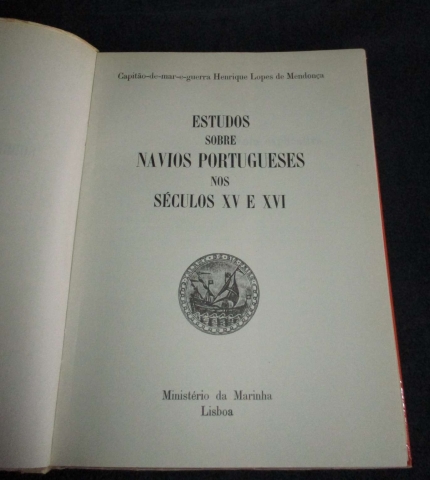 Capitão-de-mar-e-guerra Henrique Lopes de Mendonça
ESTUDOS
SOBRE
NAVIOS PORTUGUESES
NOS
SÉCULOS XV E XVI
Ministério da Marinha
Lisboa